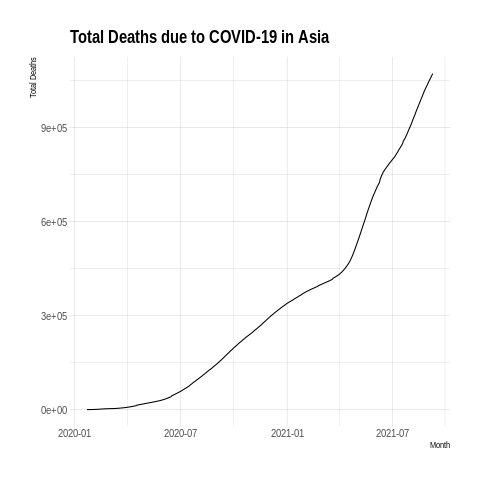 Total Deaths due to COVID-19 in Asia
Total Deaths
9e+05
6e+05
3e+05
0e+00
2020-01 2020-07 2021-01 2021-07
Month